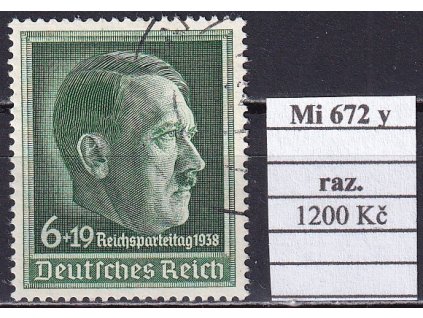 6+19 Reichsparteitag 1938
Deutsches Reich
Mi 672 y
raz.
1200 Kč